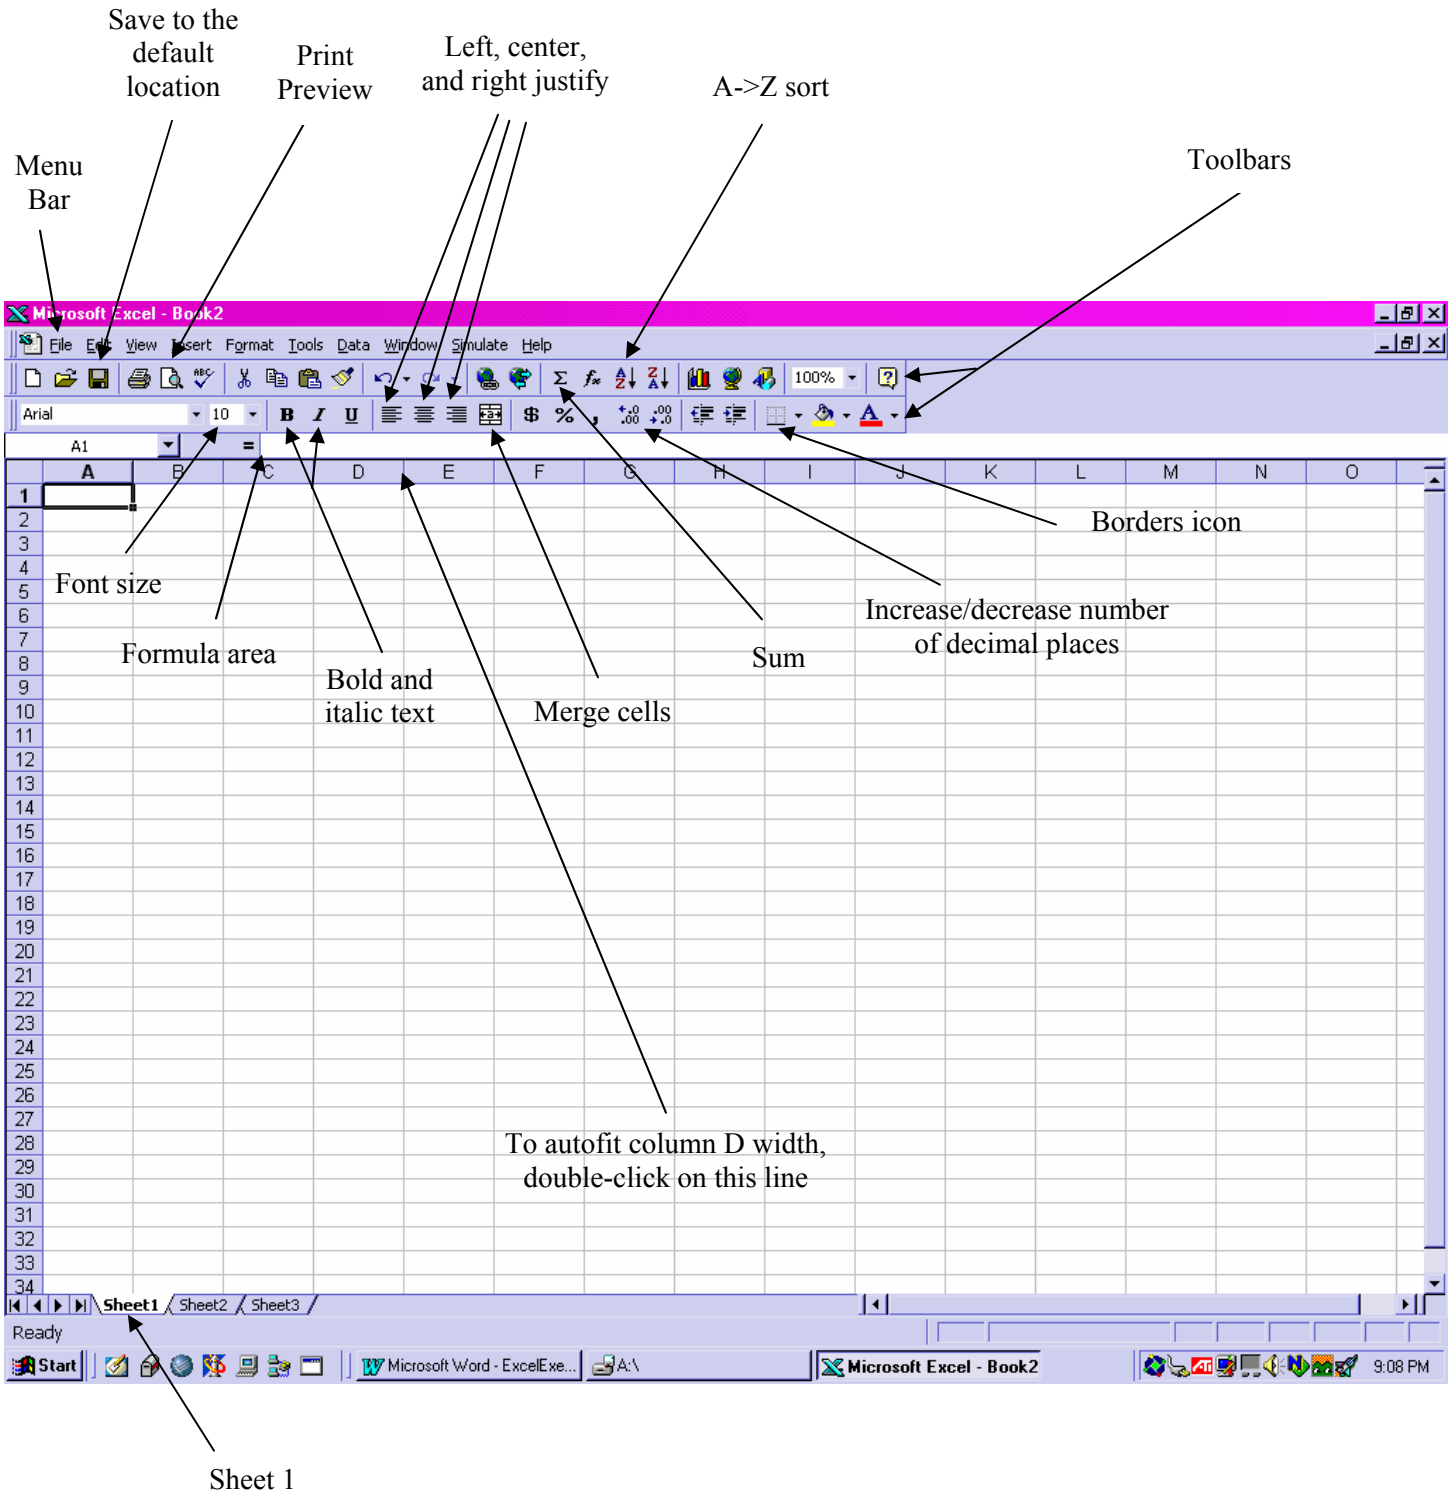 Save to the
default
location
Print
Preview
Left, center,
and right justify
A->Z sort
Menu
Bar
Toolbars
Microsoft Excel - Book2
File Edit View Insert Format Tools Data Window Simulate Help
100%
Arial 10 B I U $ % ,
A1 =
A B C D E F G H I J K L M N O
1
2
Borders icon
3
4
5
Font size
Increase/decrease number
of decimal places
6
7
Formula area
Sum
8
9
Bold and
italic text
10
Merge cells
11
12
13
14
15
16
17
18
19
20
21
22
23
24
25
26
27
28
To autofit column D width,
double-click on this line
29
30
31
32
33
34
Sheet1 Sheet2 Sheet3
Ready
Start Microsoft Word - ExcelExe... A:\ Microsoft Excel - Book2 9:08 PM
Sheet 1